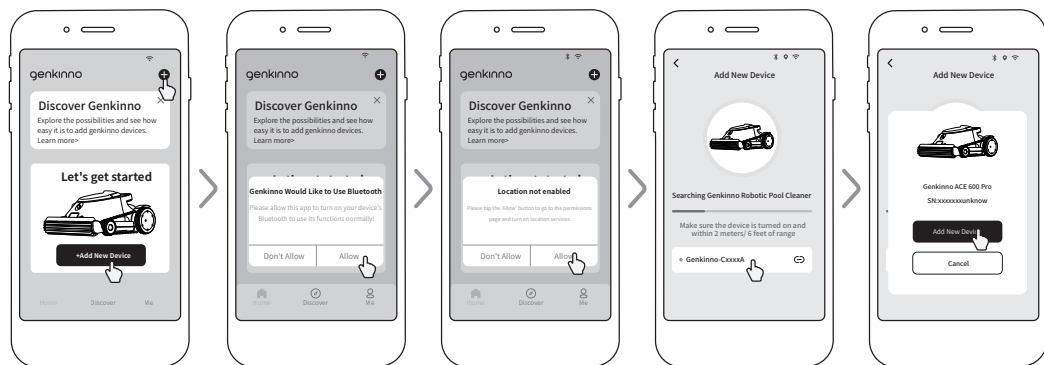 genkinno
Discover Genkinno
Explore the possibilities and see how
easy it is to add genkinno devices.
Learn more>
Let's get started
+Add New Device
Home Discover Me
genkinno
Discover Genkinno
Explore the possibilities and see how
easy it is to add genkinno devices.
Learn more>
Genkinno Would Like to Use Bluetooth
Please allow this app to turn on your device's
Bluetooth to use its functions normally!
Don't Allow Allow
Home Discover Me
genkinno
Discover Genkinno
Explore the possibilities and see how
easy it is to add genkinno devices.
Learn more>
Location not enabled
Please tap the 'Allow' button to go to the permissions
page and turn on location services.
Don't Allow Allow
Home Discover Me
Add New Device
Searching Genkinno Robotic Pool Cleaner
Make sure the device is turned on and
within 2 meters/ 6 feet of range
Genkinno-CxxxxA
Add New Device
Genkinno ACE 600 Pro
SN:xxxxxxxunknow
Add New Device
Cancel